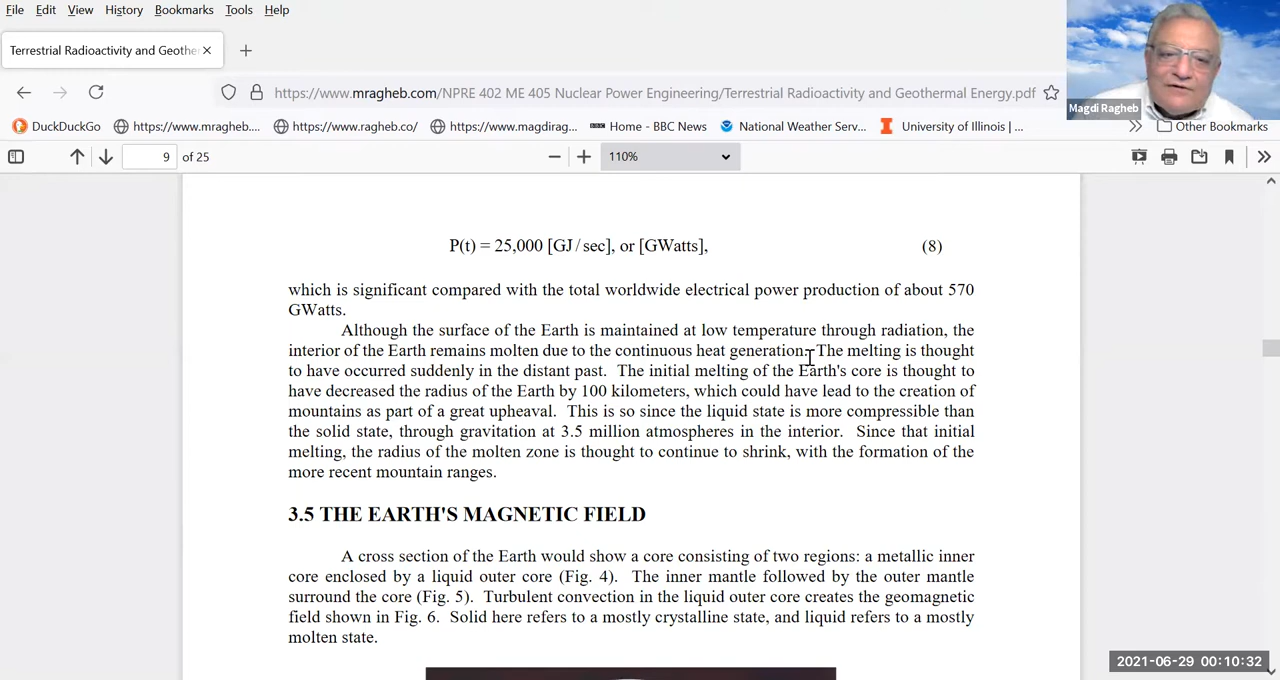 File Edit View History Bookmarks Tools Help
Terrestrial Radioactivity and Geothe
https://www.mragheb.com/NPRE 402 ME 405 Nuclear Power Engineering/Terrestrial Radioactivity and Geothermal Energy.pdf
Magdi Ragheb
DuckDuckGo https://www.mragheb.... https://www.ragheb.co/ https://www.magdirag... BBC Home - BBC News National Weather Serv... I University of Illinois |... Other Bookmarks
9 of 25 110%
P(t) = 25,000 [GJ/sec], or [GWatts], (8)
which is significant compared with the total worldwide electrical power production of about 570
GWatts.
Although the surface of the Earth is maintained at low temperature through radiation, the
interior of the Earth remains molten due to the continuous heat generation. The melting is thought
to have occurred suddenly in the distant past. The initial melting of the Earth's core is thought to
have decreased the radius of the Earth by 100 kilometers, which could have lead to the creation of
mountains as part of a great upheaval. This is so since the liquid state is more compressible than
the solid state, through gravitation at 3.5 million atmospheres in the interior. Since that initial
melting, the radius of the molten zone is thought to continue to shrink, with the formation of the
more recent mountain ranges.
3.5 THE EARTH'S MAGNETIC FIELD
A cross section of the Earth would show a core consisting of two regions: a metallic inner
core enclosed by a liquid outer core (Fig. 4). The inner mantle followed by the outer mantle
surround the core (Fig. 5). Turbulent convection in the liquid outer core creates the geomagnetic
field shown in Fig. 6. Solid here refers to a mostly crystalline state, and liquid refers to a mostly
molten state.
2021-06-29 00:10:32